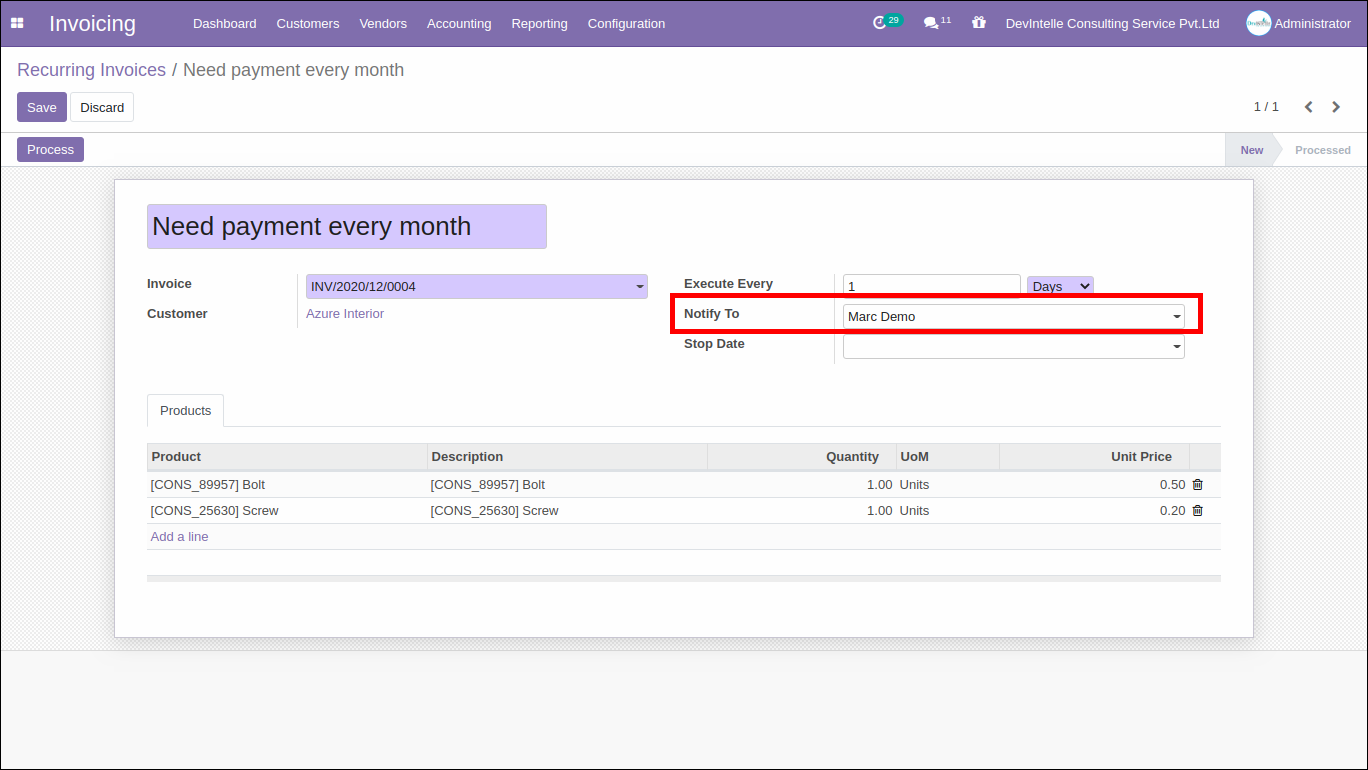 Invoicing Dashboard Customers Vendors Accounting Reporting Configuration 29 11 DevIntelle Consulting Service Pvt.Ltd Administrator
Recurring Invoices / Need payment every month
Save Discard 1 / 1
Process New Processed
Need payment every month
Invoice INV/2020/12/0004 Execute Every 1 Days
Customer Azure Interior Notify To Marc Demo
Stop Date
Products
Product Description Quantity UoM Unit Price
[CONS_89957] Bolt [CONS_89957] Bolt 1.00 Units 0.50
[CONS_25630] Screw [CONS_25630] Screw 1.00 Units 0.20
Add a line